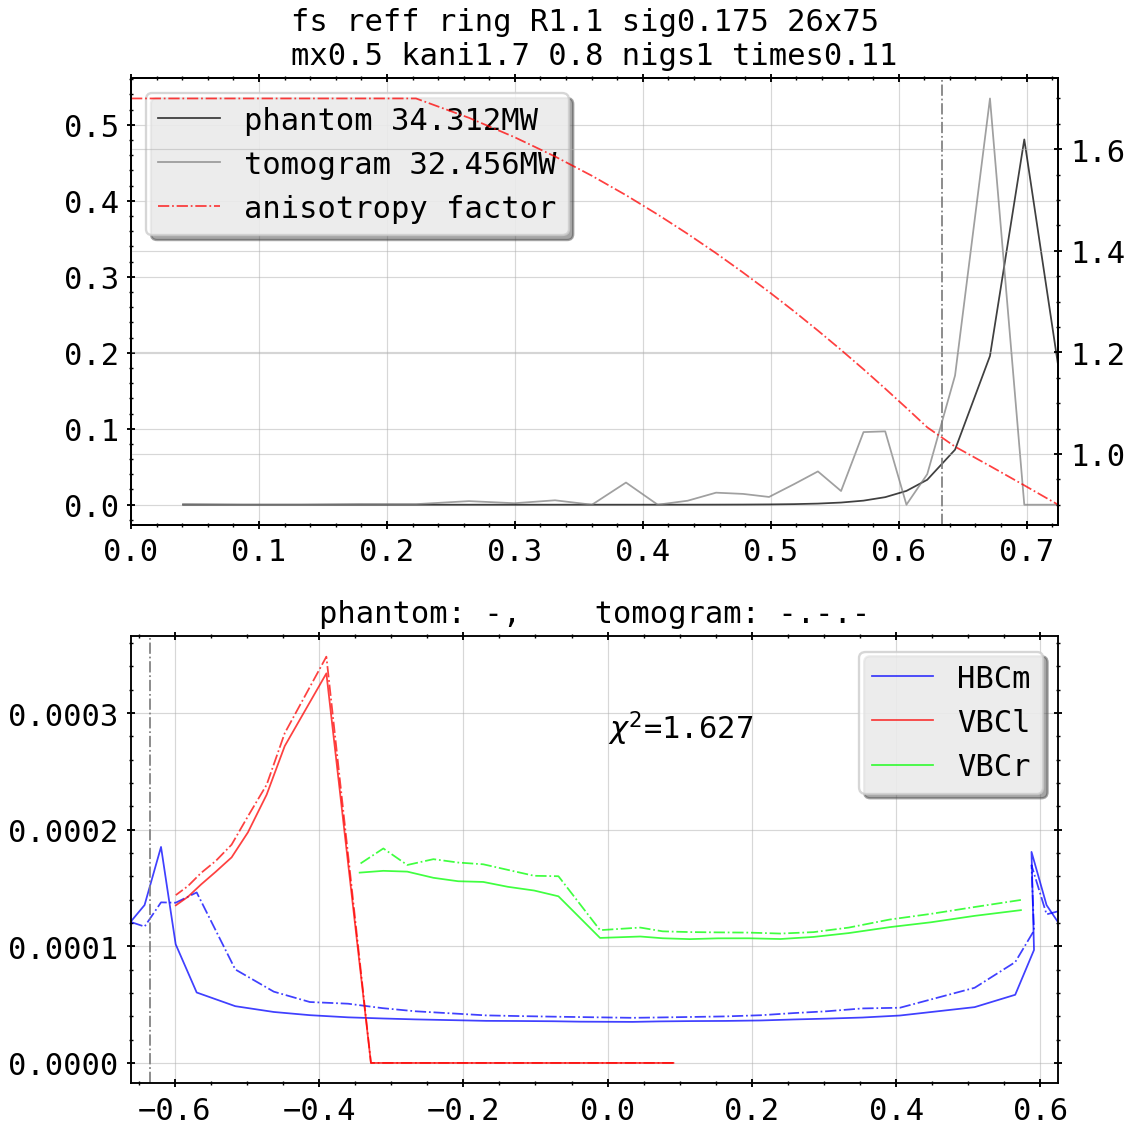 fs reff ring R1.1 sig0.175 26x75
mx0.5 kani1.7 0.8 nigs1 times0.11
phantom 34.312MW
tomogram 32.456MW
anisotropy factor
0.5
0.4
0.3
0.2
0.1
0.0
1.6
1.4
1.2
1.0
0.0 0.1 0.2 0.3 0.4 0.5 0.6 0.7
phantom: -,    tomogram: -.-.-
HBCm
VBCl
VBCr
χ²=1.627
0.0003
0.0002
0.0001
0.0000
−0.6 −0.4 −0.2 0.0 0.2 0.4 0.6